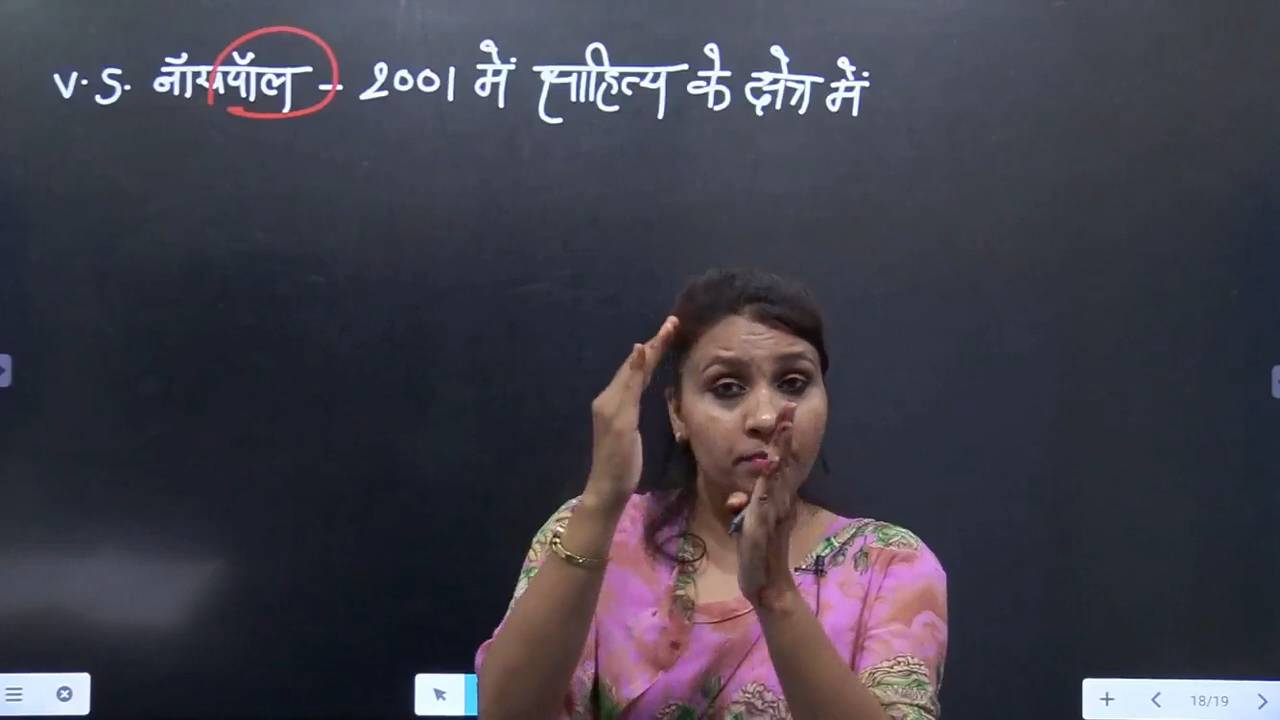 V. S. नॉयपॉल - 2001 में साहित्य के क्षेत्र में
18/19